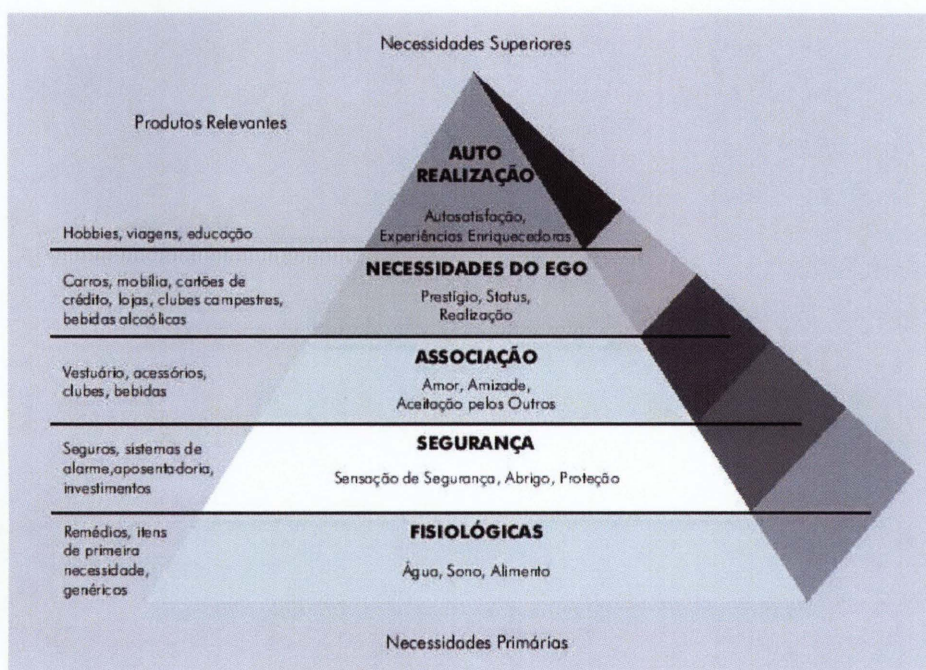 Necessidades Superiores
Produtos Relevantes
AUTO
REALIZAÇÃO
Autosatisfação,
Experiências Enriquecedoras
Hobbies, viagens, educação
NECESSIDADES DO EGO
Prestígio, Status,
Realização
Carros, mobília, cartões de
crédito, lojas, clubes campestres,
bebidas alcoólicas
ASSOCIAÇÃO
Amor, Amizade,
Aceitação pelos Outros
Vestuário, acessórios,
clubes, bebidas
SEGURANÇA
Sensação de Segurança, Abrigo, Proteção
Seguros, sistemas de
alarme,aposentadoria,
investimentos
FISIOLÓGICAS
Água, Sono, Alimento
Remédios, itens
de primeira
necessidade,
genéricos
Necessidades Primárias